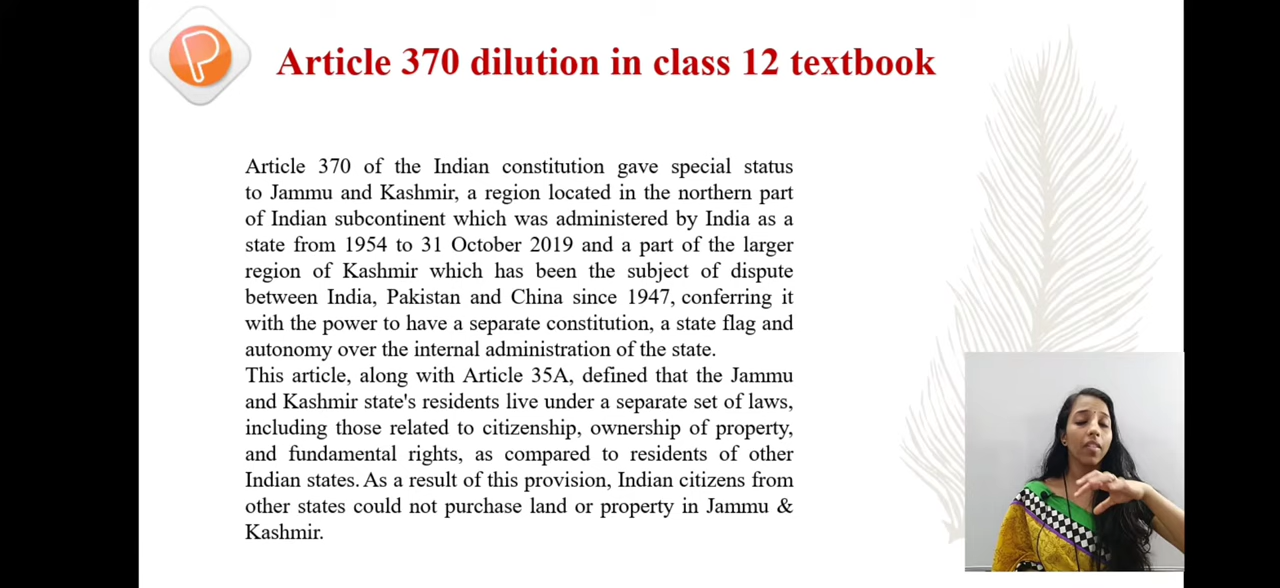 Article 370 dilution in class 12 textbook
Article 370 of the Indian constitution gave special status
to Jammu and Kashmir, a region located in the northern part
of Indian subcontinent which was administered by India as a
state from 1954 to 31 October 2019 and a part of the larger
region of Kashmir which has been the subject of dispute
between India, Pakistan and China since 1947, conferring it
with the power to have a separate constitution, a state flag and
autonomy over the internal administration of the state.
This article, along with Article 35A, defined that the Jammu
and Kashmir state's residents live under a separate set of laws,
including those related to citizenship, ownership of property,
and fundamental rights, as compared to residents of other
Indian states. As a result of this provision, Indian citizens from
other states could not purchase land or property in Jammu &
Kashmir.